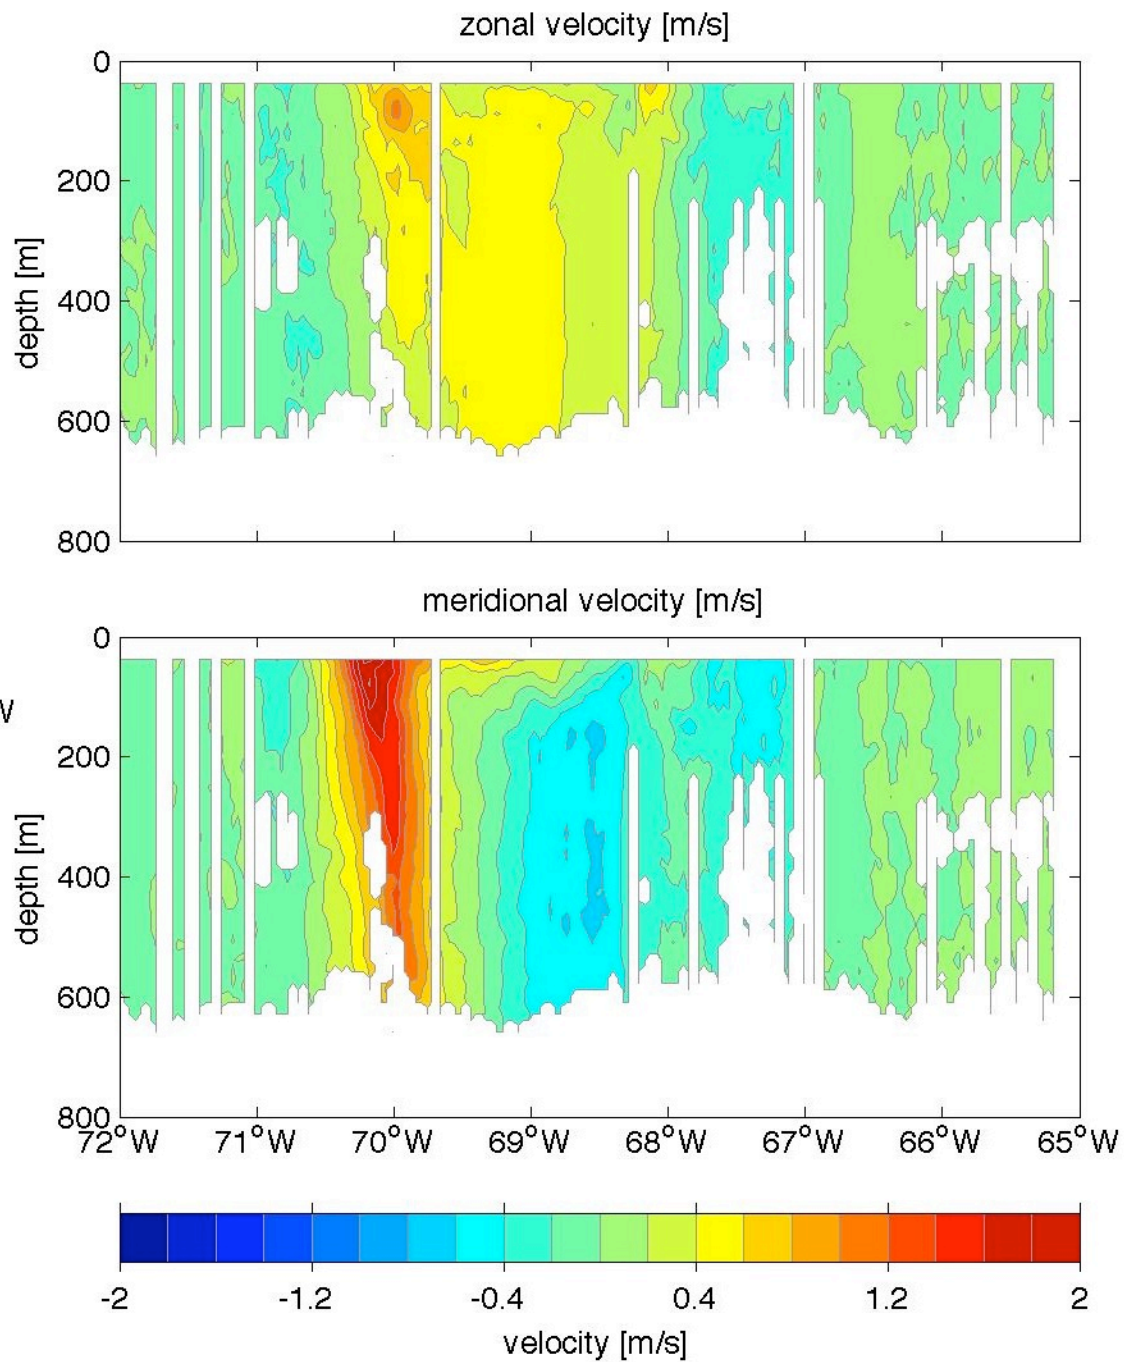 zonal velocity [m/s]
0
200
400
600
800
depth [m]
meridional velocity [m/s]
0
W
200
400
600
800
depth [m]
72°W 71°W 70°W 69°W 68°W 67°W 66°W 65°W
-2 -1.2 -0.4 0.4 1.2 2
velocity [m/s]